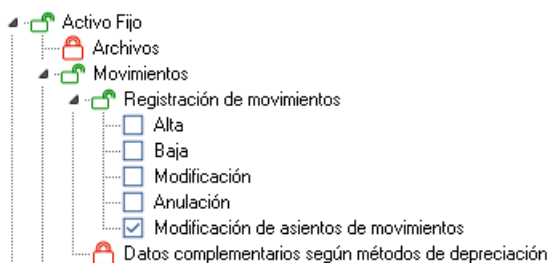 Activo Fijo
Archivos
Movimientos
Registración de movimientos
Alta
Baja
Modificación
Anulación
Modificación de asientos de movimientos
Datos complementarios según métodos de depreciación